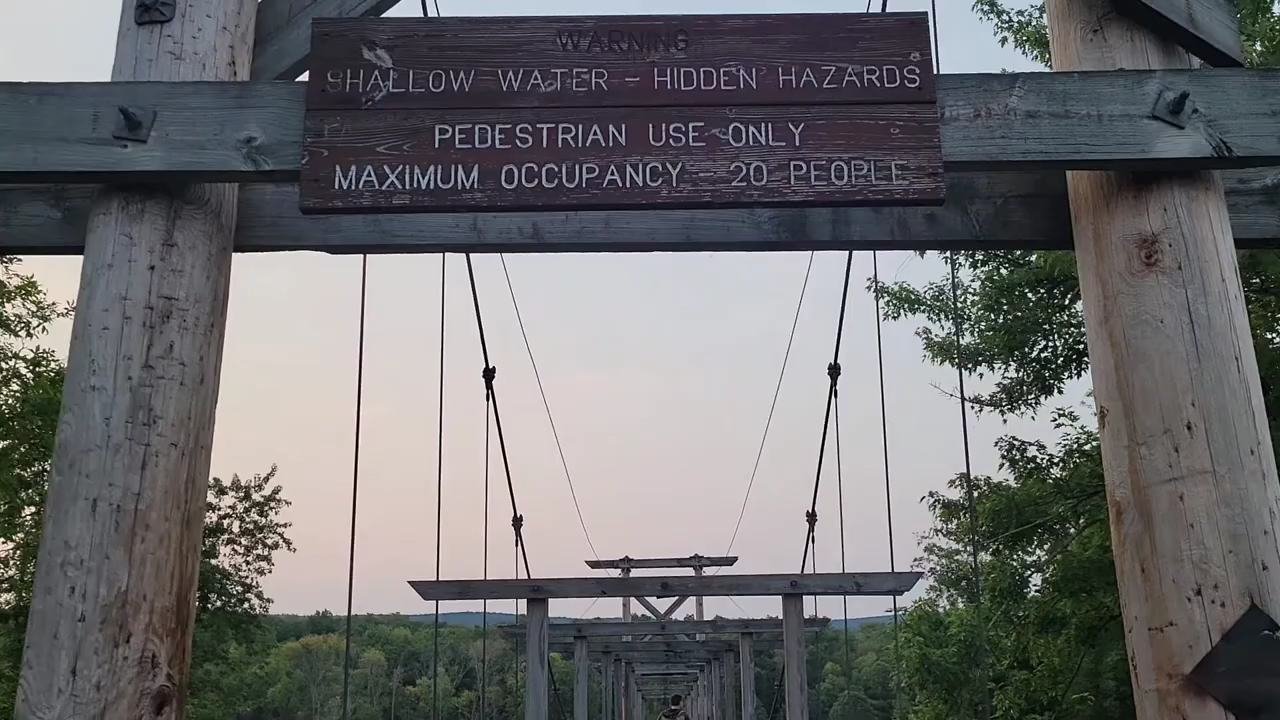 WARNING
SHALLOW WATER - HIDDEN HAZARDS
PEDESTRIAN USE ONLY
MAXIMUM OCCUPANCY 20 PEOPLE